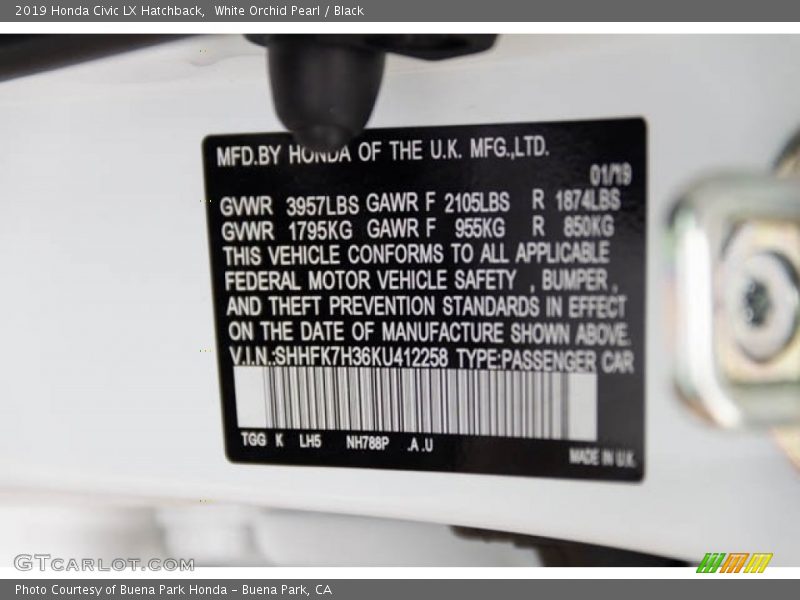 2019 Honda Civic LX Hatchback, White Orchid Pearl / Black
MFD.BY HONDA OF THE U.K. MFG.,LTD.
01/19
GVWR 3957LBS GAWR F 2105LBS R 1874LBS
GVWR 1795KG GAWR F 955KG R 850KG
THIS VEHICLE CONFORMS TO ALL APPLICABLE
FEDERAL MOTOR VEHICLE SAFETY , BUMPER ,
AND THEFT PREVENTION STANDARDS IN EFFECT
ON THE DATE OF MANUFACTURE SHOWN ABOVE.
V.I.N.:SHHFK7H36KU412258 TYPE:PASSENGER CAR
TGG K LH5 NH788P .A .U
MADE IN U.K.
GTCARLOT.COM
Photo Courtesy of Buena Park Honda – Buena Park, CA